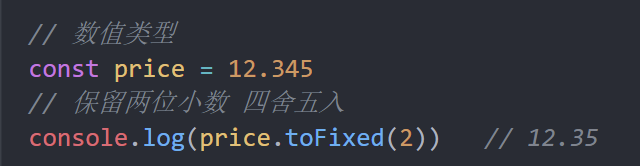 // 数值类型
const price = 12.345
// 保留两位小数 四舍五入
console.log(price.toFixed(2))   // 12.35